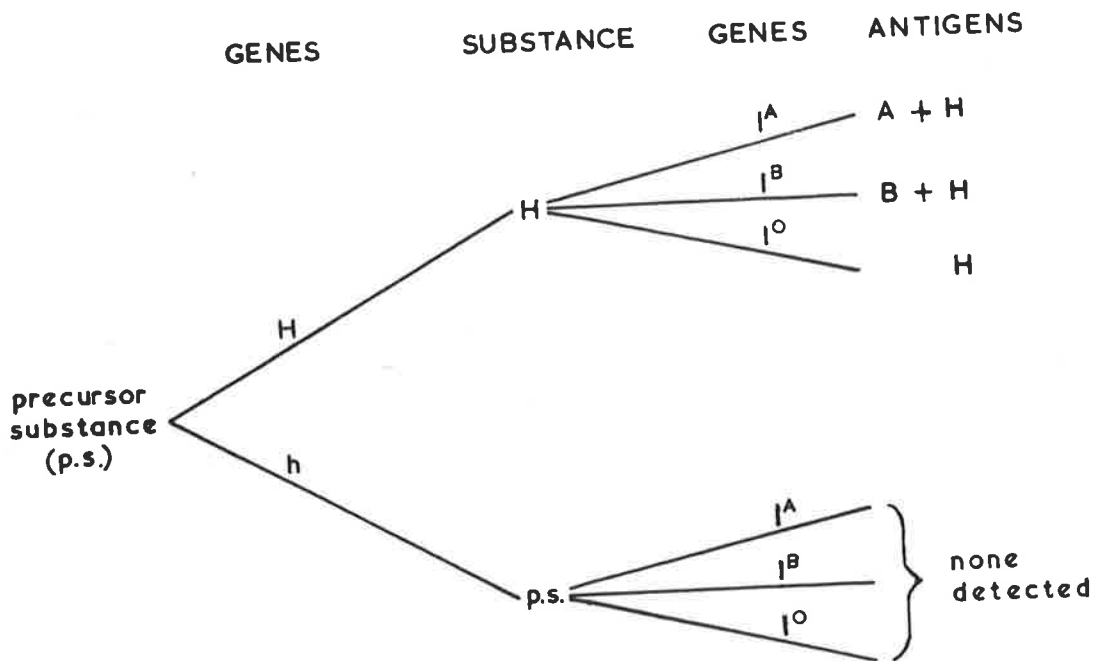 GENES SUBSTANCE GENES ANTIGENS
I^A A + H
I^B B + H
H
I^O H
H
precursor
substance
(p.s.)
h
I^A
I^B none
p.s. detected
I^O